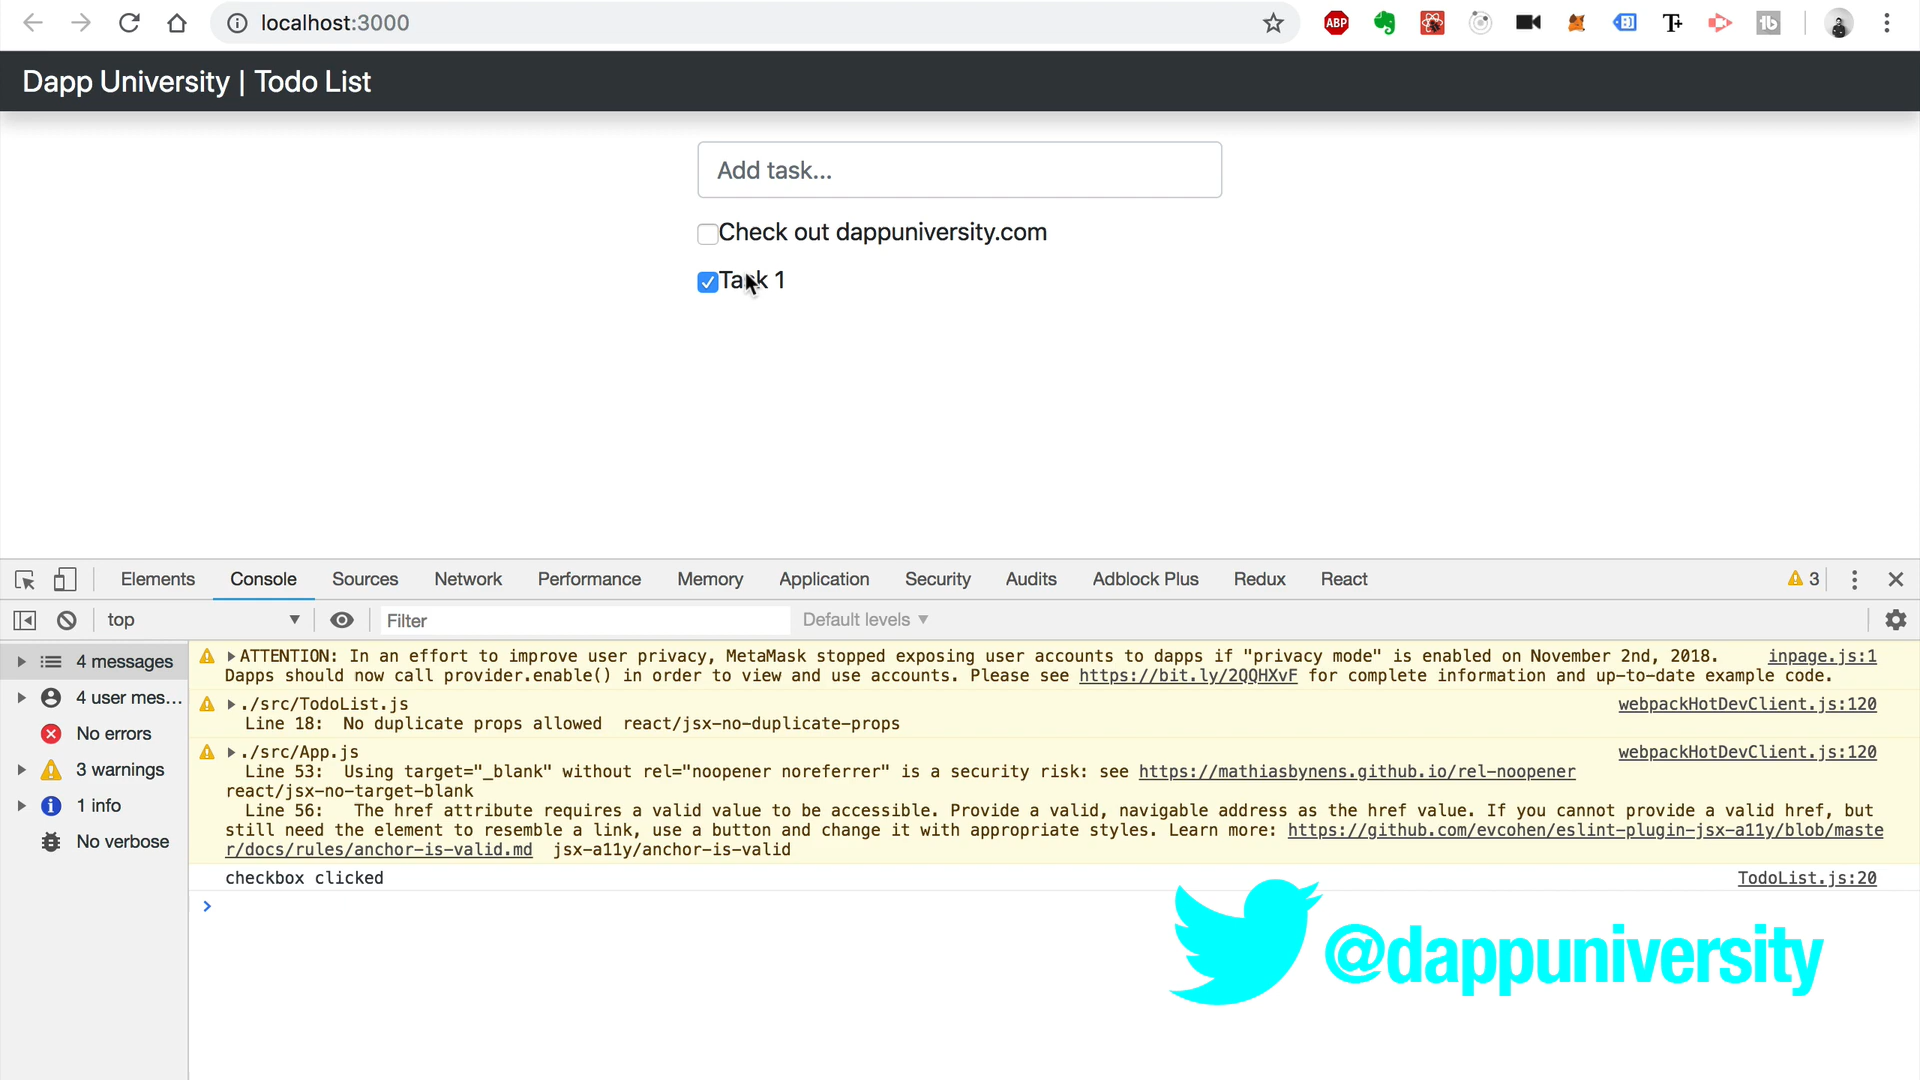 localhost:3000
ABP
T+
tb
Dapp University | Todo List
Add task...
Check out dappuniversity.com
Task 1
Elements Console Sources Network Performance Memory Application Security Audits Adblock Plus Redux React 3
top Filter Default levels
4 messages
4 user mes...
No errors
3 warnings
1 info
No verbose
ATTENTION: In an effort to improve user privacy, MetaMask stopped exposing user accounts to dapps if "privacy mode" is enabled on November 2nd, 2018. inpage.js:1
Dapps should now call provider.enable() in order to view and use accounts. Please see https://bit.ly/2QQHXvF for complete information and up-to-date example code.
./src/TodoList.js webpackHotDevClient.js:120
Line 18: No duplicate props allowed react/jsx-no-duplicate-props
./src/App.js webpackHotDevClient.js:120
Line 53: Using target="_blank" without rel="noopener noreferrer" is a security risk: see https://mathiasbynens.github.io/rel-noopener
react/jsx-no-target-blank
Line 56: The href attribute requires a valid value to be accessible. Provide a valid, navigable address as the href value. If you cannot provide a valid href, but
still need the element to resemble a link, use a button and change it with appropriate styles. Learn more: https://github.com/evcohen/eslint-plugin-jsx-a11y/blob/maste
r/docs/rules/anchor-is-valid.md jsx-a11y/anchor-is-valid
checkbox clicked TodoList.js:20
@dappuniversity